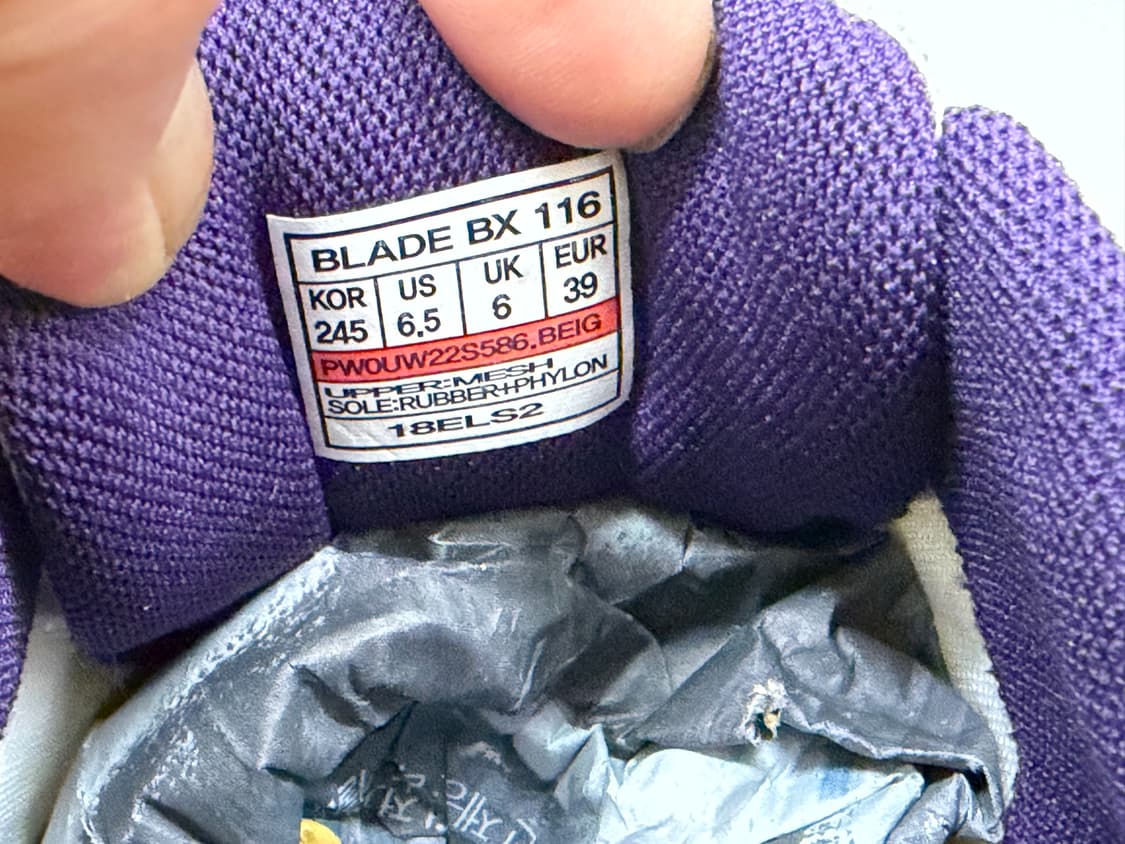 BLADE BX 116
KOR US UK EUR
245 6.5 6 39
PWOUW22S586.BEIG
UPPER:MESH
SOLE:RUBBER+PHYLON
18ELS2